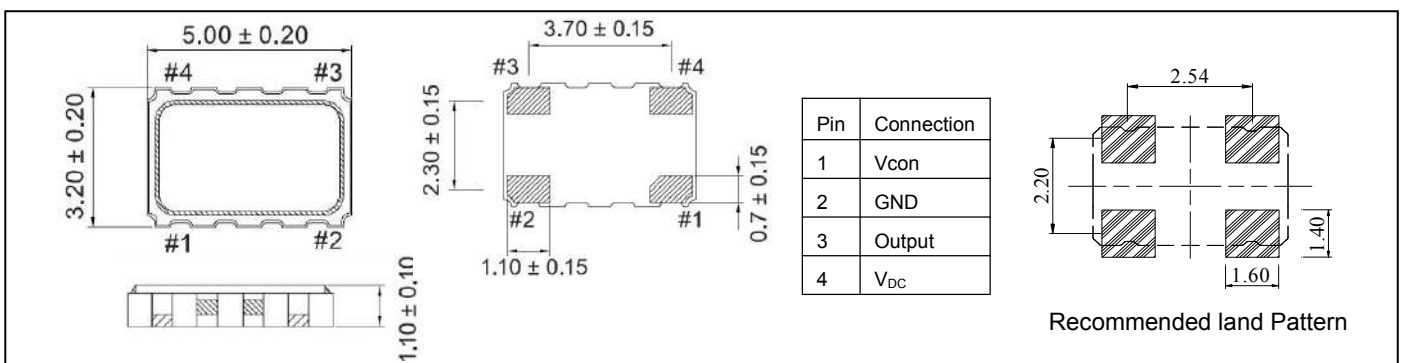 5.00 ± 0.20
#4 #3
3.20 ± 0.20
#1 #2
1.10 ± 0.10
3.70 ± 0.15
#3 #4
2.30 ± 0.15
0.7 ± 0.15
#2 #1
1.10 ± 0.15
Pin Connection
1 Vcon
2 GND
3 Output
4 VDC
2.54
2.20
1.40
1.60
Recommended land Pattern